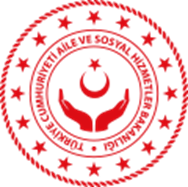 TÜRKİYE CUMHURİYETİ AİLE VE SOSYAL HİZMETLER BAKANLIĞI